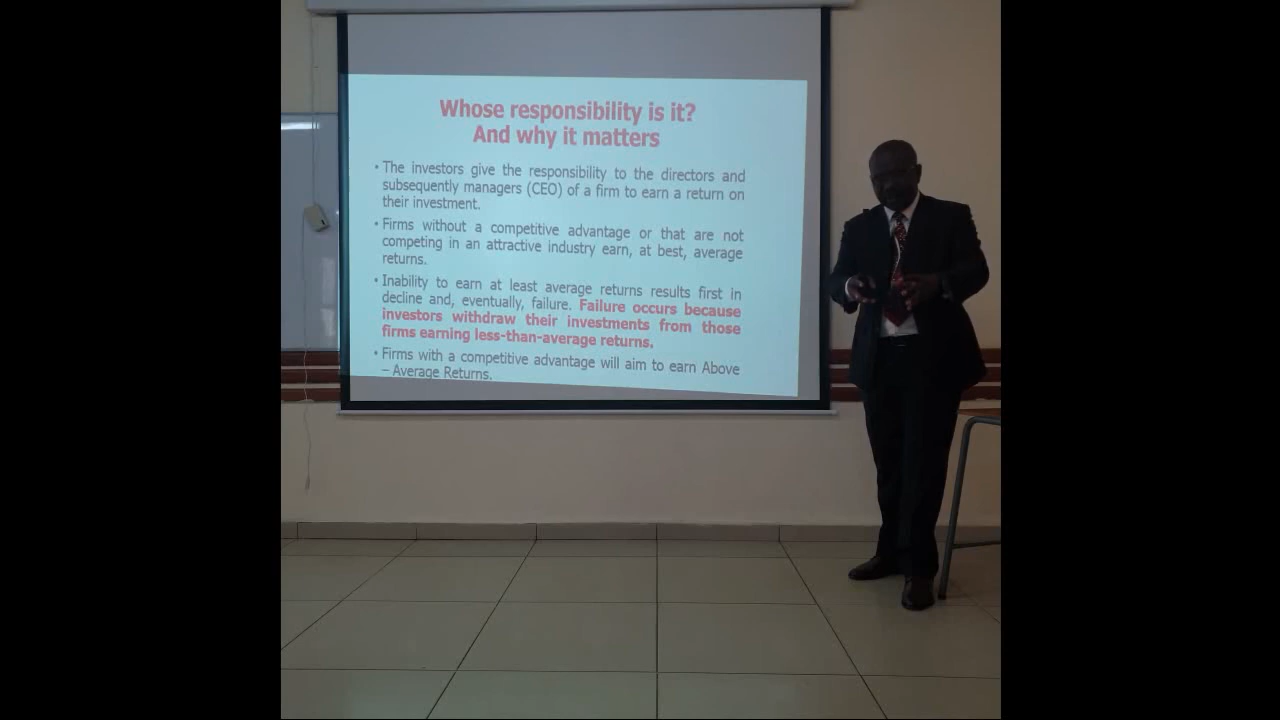 Whose responsibility is it?
And why it matters
• The investors give the responsibility to the directors and
subsequently managers (CEO) of a firm to earn a return on
their investment.
• Firms without a competitive advantage or that are not
competing in an attractive industry earn, at best, average
returns.
• Inability to earn at least average returns results first in
decline and, eventually, failure. Failure occurs because
investors withdraw their investments from those
firms earning less-than-average returns.
• Firms with a competitive advantage will aim to earn Above
– Average Returns.